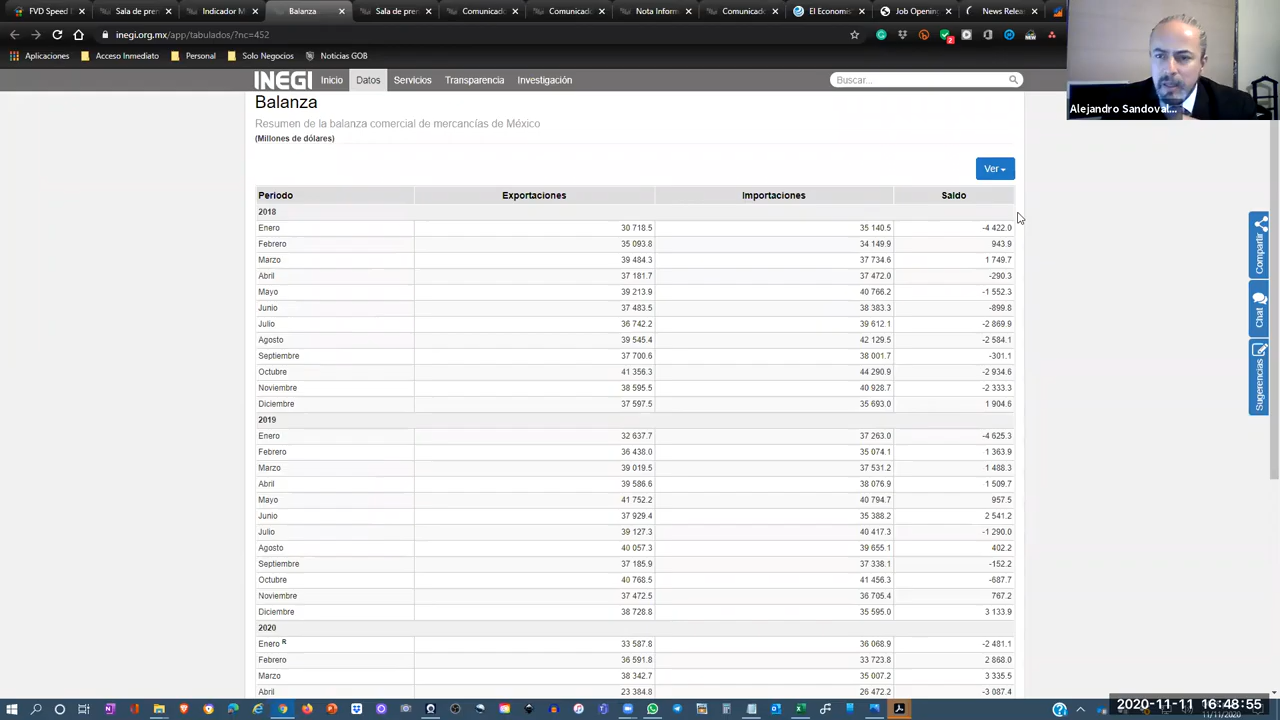 FVD Speed
Sala de pre
Indicador M
Balanza
Sala de pre
Comunicado
Comunicado
Nota Inform
Comunicado
El Economi
Job Opening
News Relea
inegi.org.mx/app/tabulados/?nc=452
Aplicaciones Acceso Inmediato Personal Solo Negocios Noticias GOB
Alejandro Sandoval...
INEGI Inicio Datos Servicios Transparencia Investigación Buscar...
Balanza
Resumen de la balanza comercial de mercancías de México
(Millones de dólares)
Ver
Periodo Exportaciones Importaciones Saldo
2018
Enero 30 718.5 35 140.5 -4 422.0
Febrero 35 093.8 34 149.9 943.9
Marzo 39 484.3 37 734.6 1 749.7
Abril 37 181.7 37 472.0 -290.3
Mayo 39 213.9 40 766.2 -1 552.3
Junio 37 483.5 38 383.3 -899.8
Julio 36 742.2 39 612.1 -2 869.9
Agosto 39 545.4 42 129.5 -2 584.1
Septiembre 37 700.6 38 001.7 -301.1
Octubre 41 356.3 44 290.9 -2 934.6
Noviembre 38 595.5 40 928.7 -2 333.3
Diciembre 37 597.5 35 693.0 1 904.6
2019
Enero 32 637.7 37 263.0 -4 625.3
Febrero 36 438.0 35 074.1 1 363.9
Marzo 39 019.5 37 531.2 1 488.3
Abril 39 586.6 38 076.9 1 509.7
Mayo 41 752.2 40 794.7 957.5
Junio 37 929.4 35 388.2 2 541.2
Julio 39 127.3 40 417.3 -1 290.0
Agosto 40 057.3 39 655.1 402.2
Septiembre 37 185.9 37 338.1 -152.2
Octubre 40 768.5 41 456.3 -687.7
Noviembre 37 472.5 36 705.4 767.2
Diciembre 38 728.8 35 595.0 3 133.9
2020
Enero R 33 587.8 36 068.9 -2 481.1
Febrero 36 591.8 33 723.8 2 868.0
Marzo 38 342.7 35 007.2 3 335.5
Abril 23 384.8 26 472.2 -3 087.4
Compartir
Chat
Sugerencias
2020-11-11 16:48:55
11/11/2020